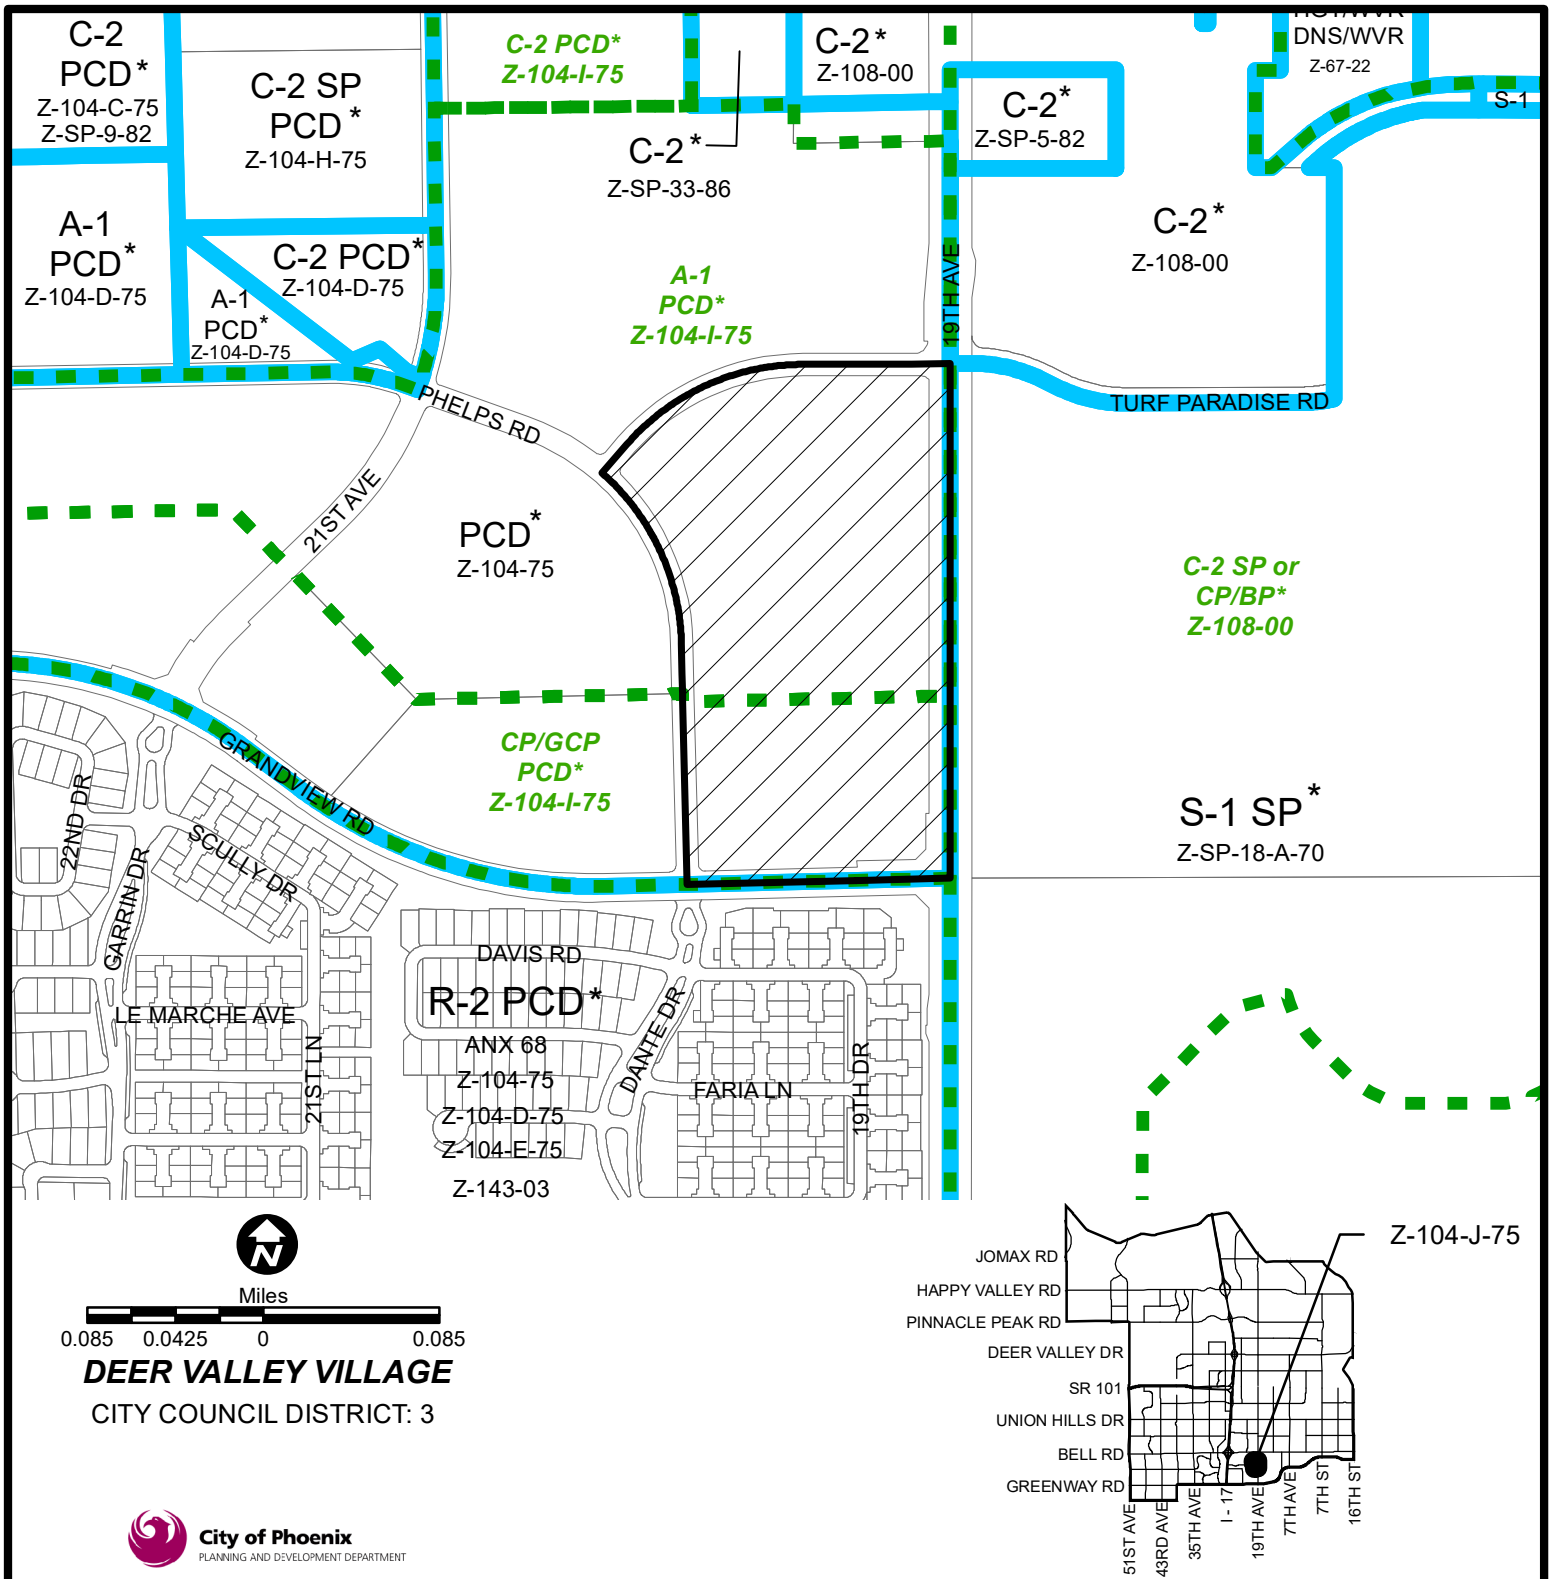 C-2
PCD*
Z-104-C-75
Z-SP-9-82
C-2 SP
PCD*
Z-104-H-75
C-2 PCD*
Z-104-I-75
C-2*
Z-108-00
C-2*
Z-SP-33-86
C-2*
Z-SP-5-82
HGT/WVR
DNS/WVR
Z-67-22
S-1
A-1
PCD*
Z-104-D-75
C-2 PCD*
Z-104-D-75
A-1
PCD*
Z-104-D-75
A-1
PCD*
Z-104-I-75
19TH AVE
C-2*
Z-108-00
TURF PARADISE RD
PHELPS RD
21ST AVE
PCD*
Z-104-75
C-2 SP or
CP/BP*
Z-108-00
CP/GCP
PCD*
Z-104-I-75
GRANDVIEW RD
S-1 SP*
Z-SP-18-A-70
22ND DR
SCULLY DR
GARRIN DR
DAVIS RD
R-2 PCD*
ANX 68
Z-104-75
Z-104-D-75
Z-104-E-75
Z-143-03
LE MARCHE AVE
21ST LN
DANTE DR
FARIA LN
19TH DR
N
Miles
0.085 0.0425 0 0.085
DEER VALLEY VILLAGE
CITY COUNCIL DISTRICT: 3
City of Phoenix
PLANNING AND DEVELOPMENT DEPARTMENT
Z-104-J-75
JOMAX RD
HAPPY VALLEY RD
PINNACLE PEAK RD
DEER VALLEY DR
SR 101
UNION HILLS DR
BELL RD
GREENWAY RD
51ST AVE
43RD AVE
35TH AVE
I - 17
19TH AVE
7TH AVE
7TH ST
16TH ST